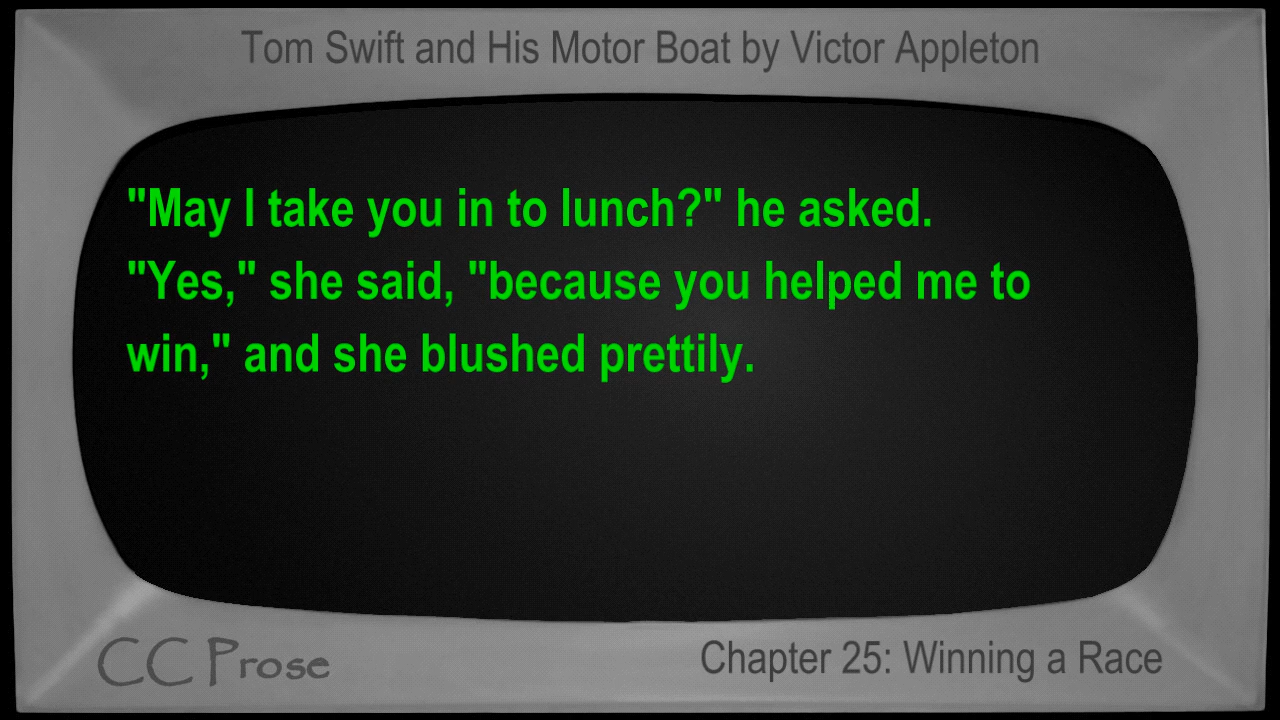 Tom Swift and His Motor Boat by Victor Appleton
"May I take you in to lunch?" he asked.
"Yes," she said, "because you helped me to
win," and she blushed prettily.
CC Prose
Chapter 25: Winning a Race